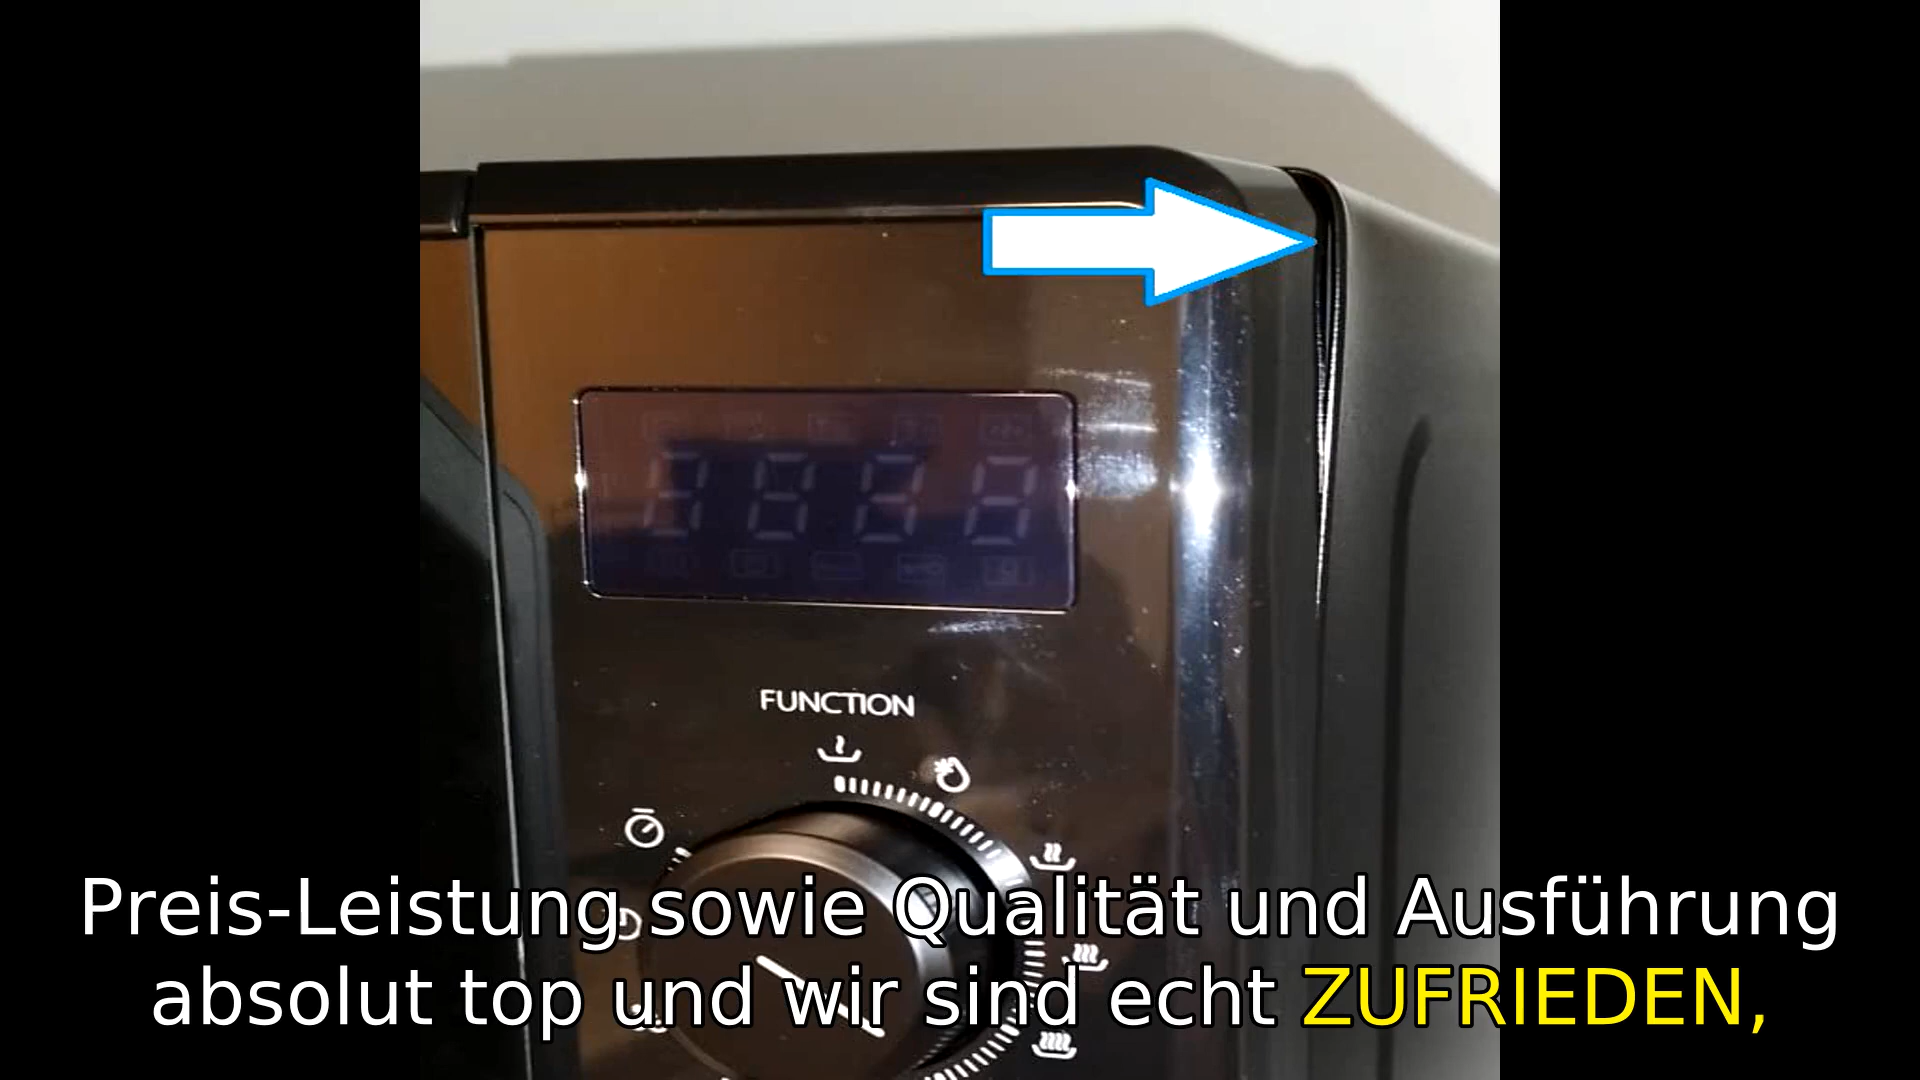 FUNCTION
Preis-Leistung sowie Qualität und Ausführung
absolut top und wir sind echt ZUFRIEDEN,